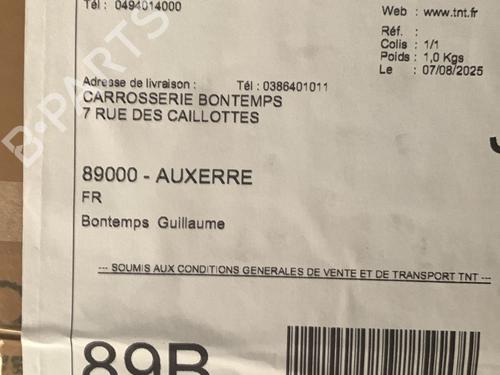 Tél : 0494014000
Web : www.tnt.fr
Réf. :
Colis : 1/1
Poids : 1,0 Kgs
Le : 07/08/2025
Adresse de livraison : Tél : 0386401011
CARROSSERIE BONTEMPS
7 RUE DES CAILLOTTES
89000 - AUXERRE
FR
Bontemps Guillaume
--- SOUMIS AUX CONDITIONS GENERALES DE VENTE ET DE TRANSPORT TNT ---
89B
B-PARTS